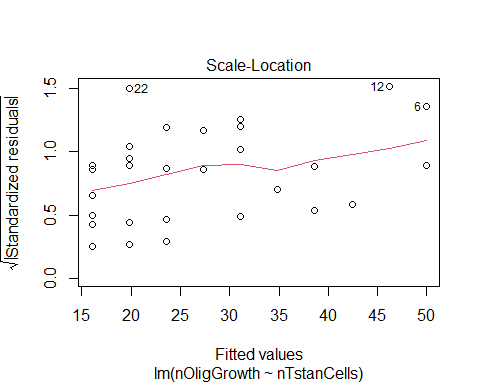 Scale-Location
√|Standardized residuals|
1.5
1.0
0.5
0.0
22
12
6
15 20 25 30 35 40 45 50
Fitted values
lm(nOligGrowth ~ nTstanCells)